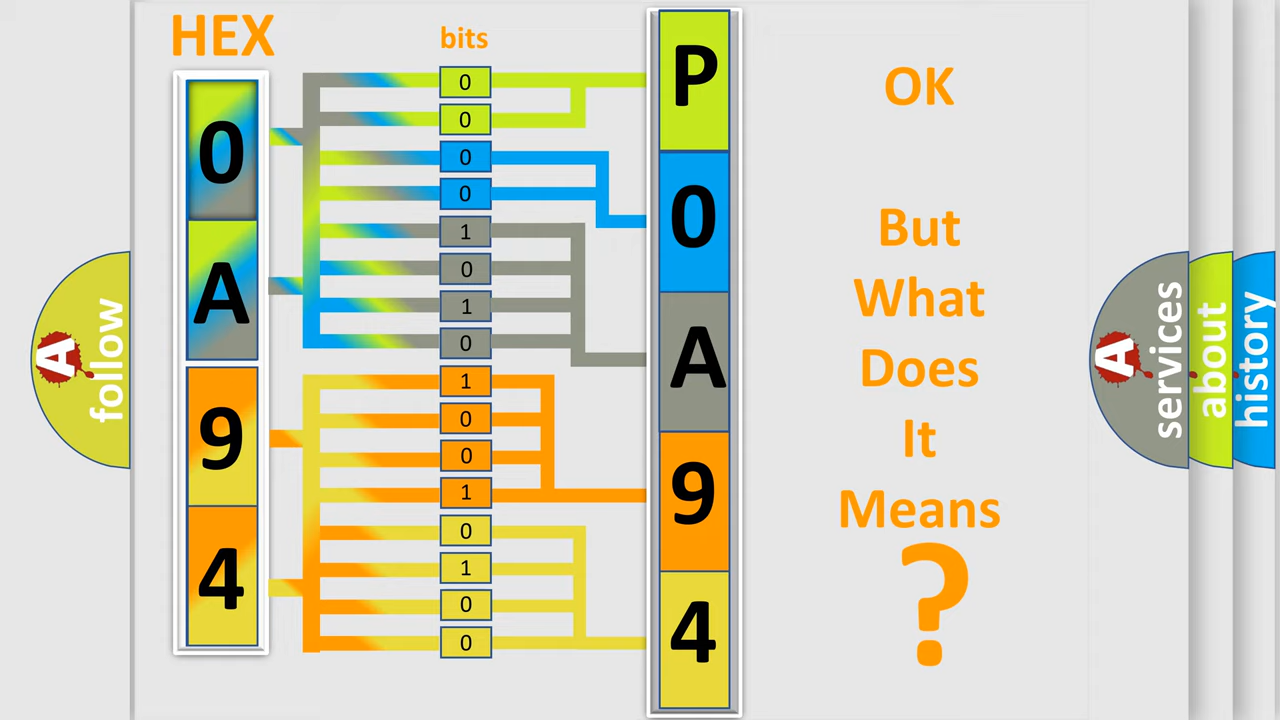 HEX
bits
0
A
9
4
0
0
0
0
1
0
1
0
1
0
0
1
0
1
0
0
P
0
A
9
4
OK
But
What
Does
It
Means
?
A
follow
A
services
about
history